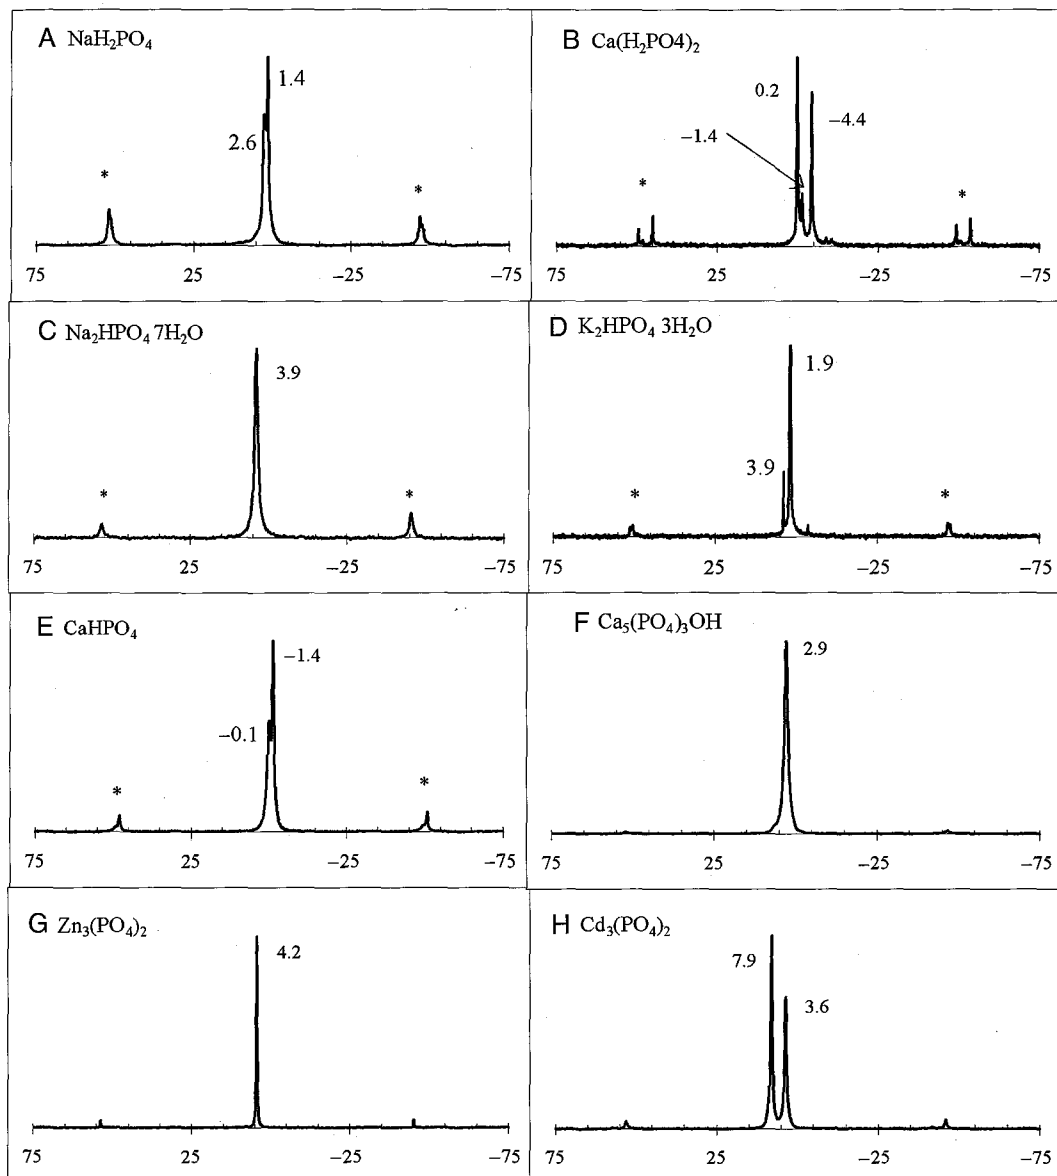 A NaH₂PO₄
1.4
2.6
*
*
75 25 −25 −75
B Ca(H₂PO4)₂
0.2
−1.4
−4.4
*
*
75 25 −25 −75
C Na₂HPO₄ 7H₂O
3.9
*
*
75 25 −25 −75
D K₂HPO₄ 3H₂O
1.9
3.9
*
*
75 25 −25 −75
E CaHPO₄
−1.4
−0.1
*
*
75 25 −25 −75
F Ca₅(PO₄)₃OH
2.9
75 25 −25 −75
G Zn₃(PO₄)₂
4.2
75 25 −25 −75
H Cd₃(PO₄)₂
7.9
3.6
75 25 −25 −75